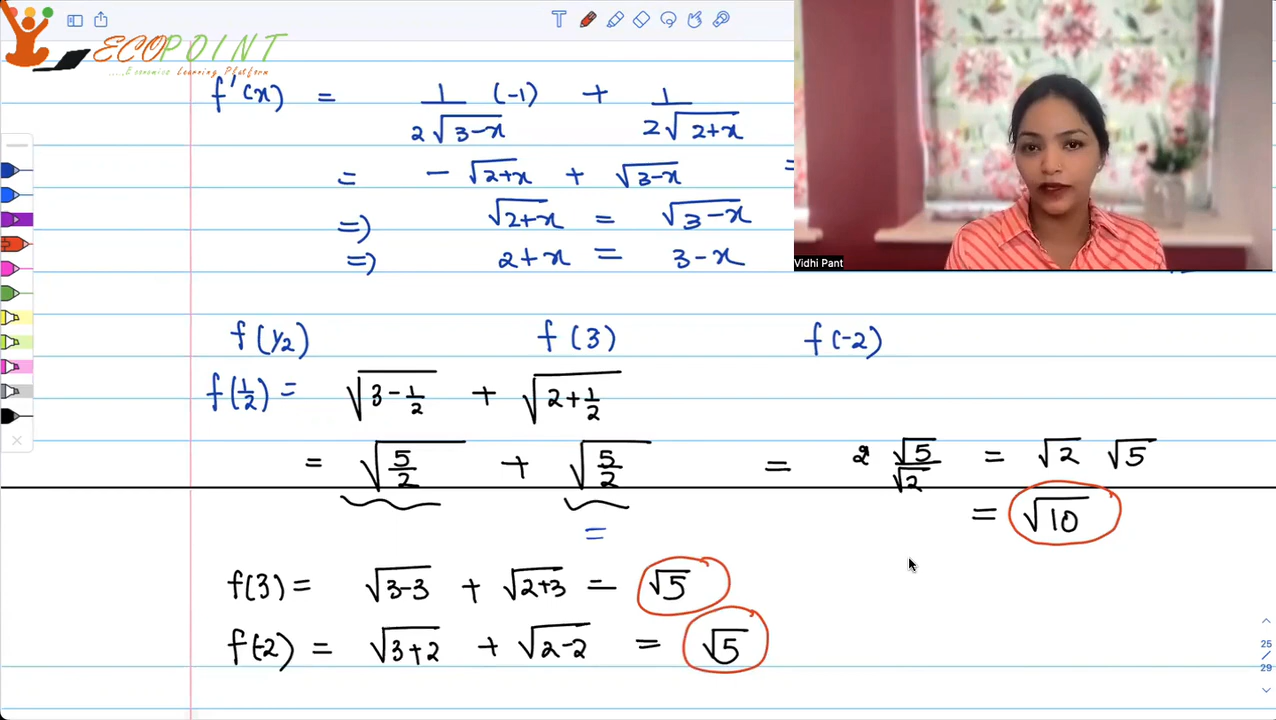 ECOPOINT
....Economics Learning Platform
f'(x) = 1/(2√(3-x)) (-1) + 1/(2√(2+x))
= - √(2+x) + √(3-x) =
=> √(2+x) = √(3-x)
=> 2+x = 3-x
Vidhi Pant
f(1/2) f(3) f(-2)
f(1/2) = √(3-1/2) + √(2+1/2)
= √(5/2) + √(5/2) = 2 √5/√2 = √2 √5
= √10
=
f(3) = √(3-3) + √(2+3) = √5
f(-2) = √(3+2) + √(2-2) = √5
25
/
29